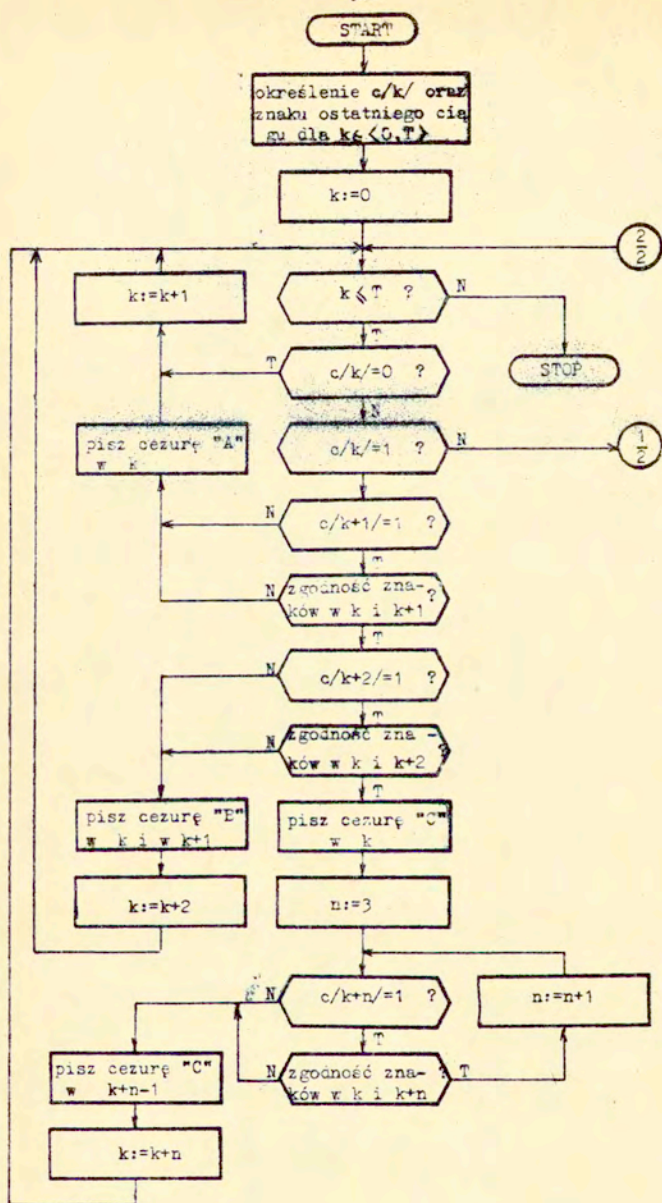 START
określenie c/k/ oraz
znaku ostatniego cią
gu dla k∈<0,T>
k:=0
2
2
k:=k+1
k ≤ T ?
N
T
T
c/k/=0 ?
STOP
N
pisz cezurę "A"
w k
c/k/=1 ?
N
1
2
N
c/k+1/=1 ?
T
N
zgodność zna-
ków w k i k+1
?
T
N
c/k+2/=1 ?
T
N
zgodność zna -
ków w k i k+2
T
pisz cezurę "B"
w k i w k+1
pisz cezurę "C"
w k
k:=k+2
n:=3
N
c/k+n/=1 ?
n:=n+1
T
pisz cezurę "C"
w k+n-1
N
zgodność zna- ?
ków w k i k+n
T
k:=k+n